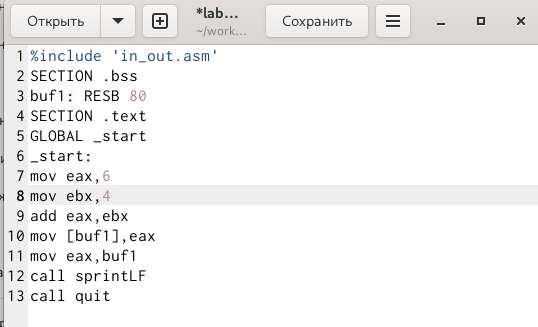 Открыть
*lab...
~/work...
Сохранить
1 %include 'in_out.asm'
2 SECTION .bss
3 buf1: RESB 80
4 SECTION .text
5 GLOBAL _start
6 _start:
7 mov eax,6
8 mov ebx,4
9 add eax,ebx
10 mov [buf1],eax
11 mov eax,buf1
12 call sprintLF
13 call quit